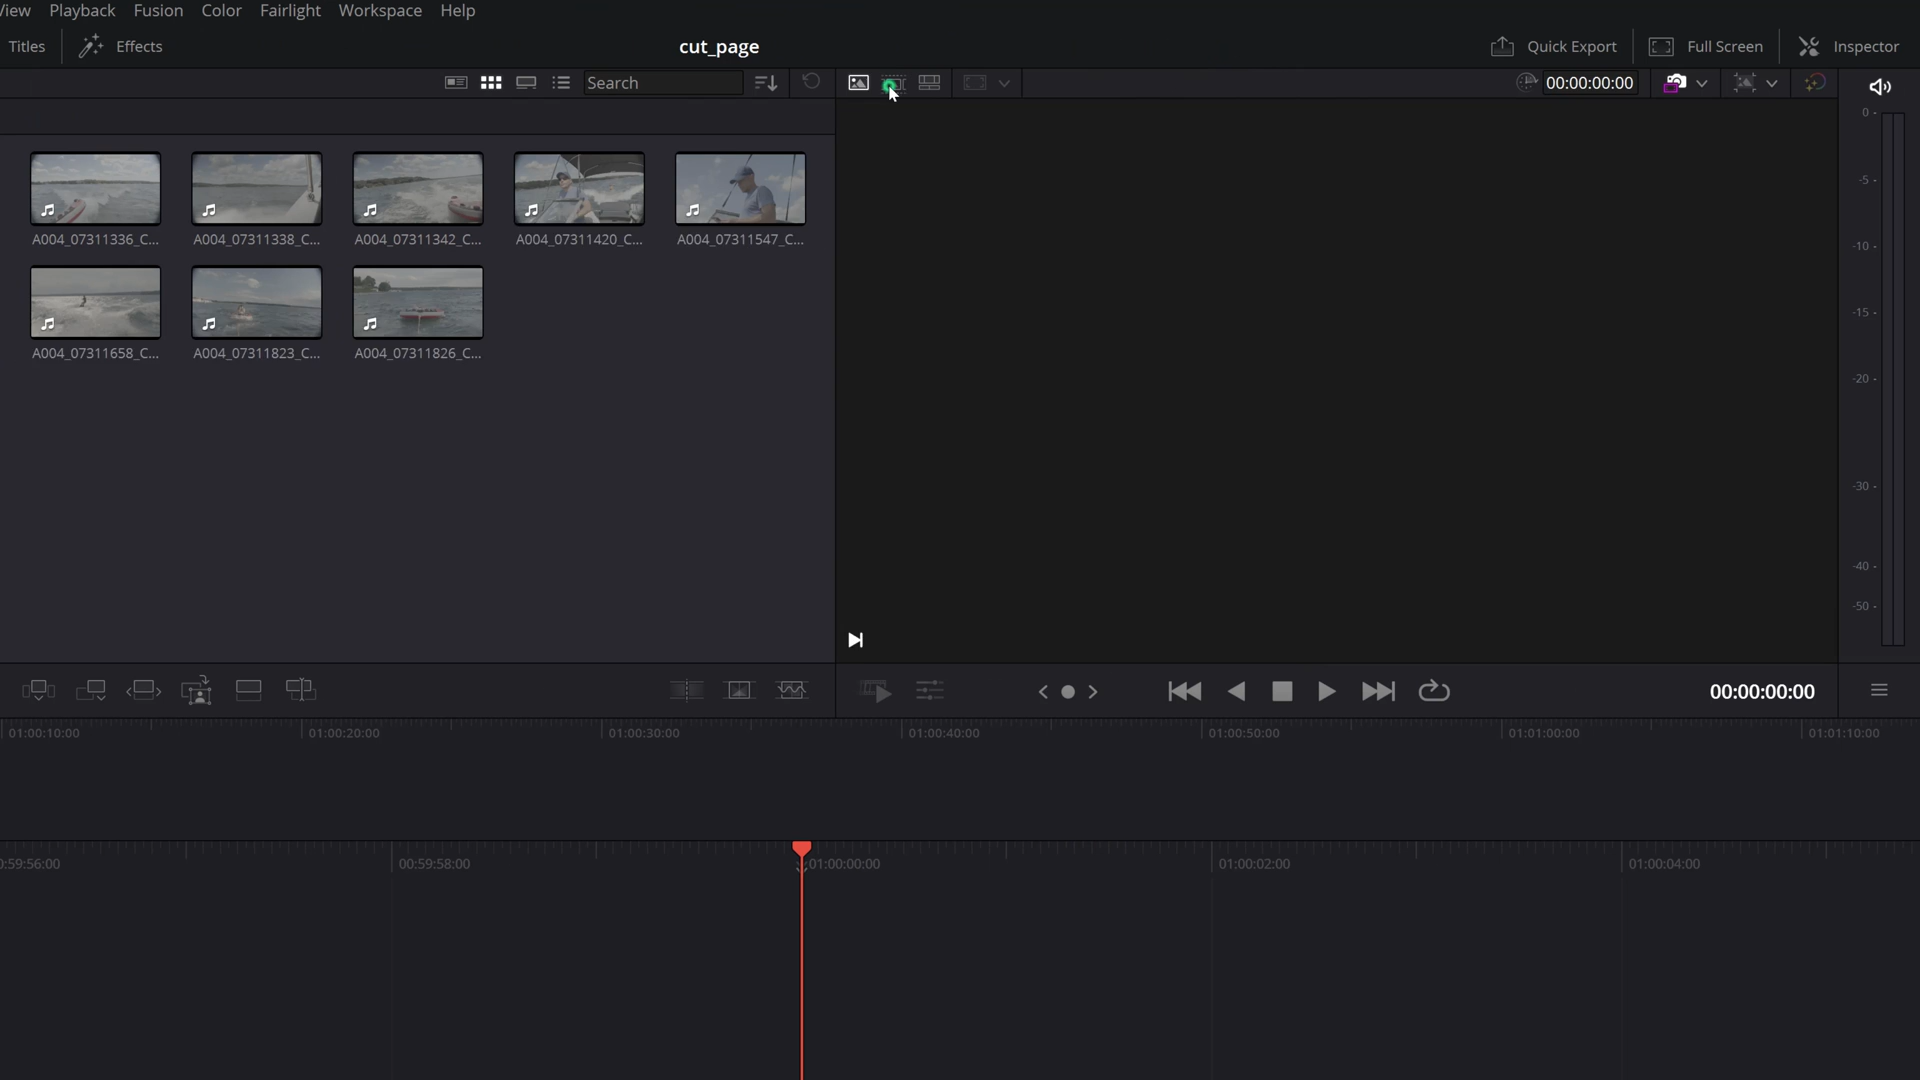 View Playback Fusion Color Fairlight Workspace Help
Titles Effects cut_page Quick Export Full Screen Inspector
Search 00:00:00:00
0 -
-5 -
-10 -
-15 -
-20 -
-30 -
-40 -
-50 -
A004_07311336_C... A004_07311338_C... A004_07311342_C... A004_07311420_C... A004_07311547_C...
A004_07311658_C... A004_07311823_C... A004_07311826_C...
00:00:00:00
01:00:10:00 01:00:20:00 01:00:30:00 01:00:40:00 01:00:50:00 01:01:00:00 01:01:10:00
0:59:56:00 00:59:58:00 01:00:00:00 01:00:02:00 01:00:04:00